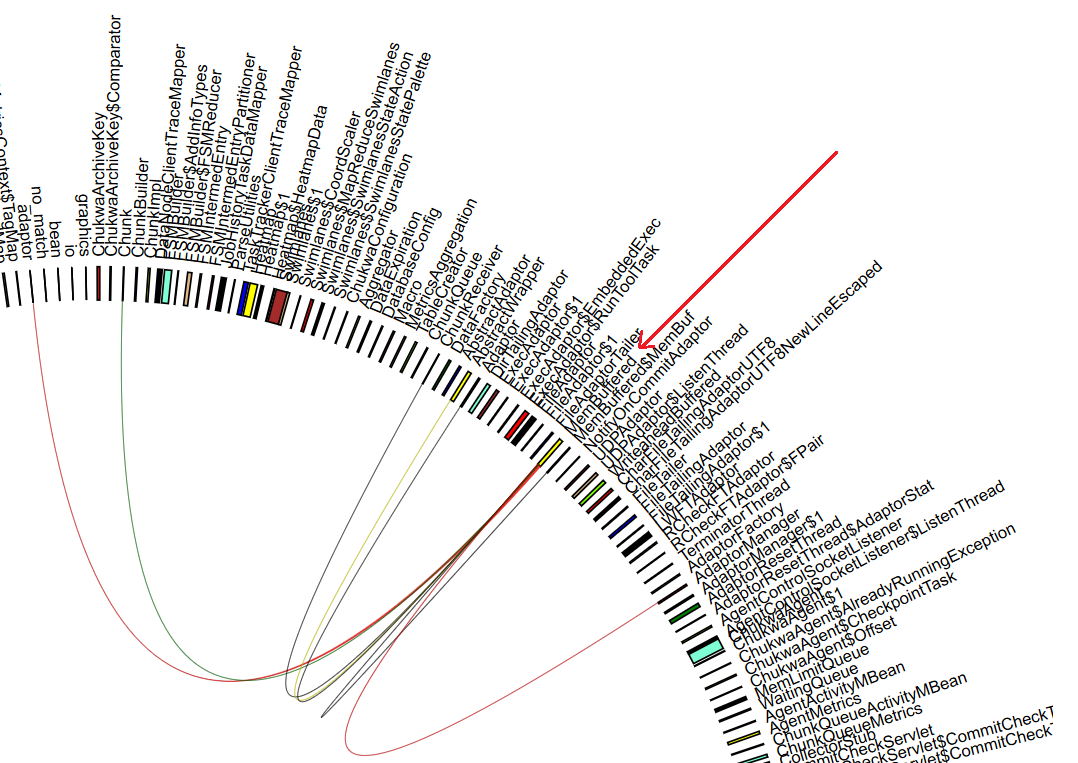 adaptor
no_match
bean
io
graphics
ChukwaArchiveKey
ChukwaArchiveKey$Comparator
Chunk
ChunkBuilder
ChunkImpl
DataNodeClientTraceMapper
FSMBuilder
FSMBuilder$AddInfoTypes
FSMBuilder$FSMReducer
FSMIntermedEntry
FSMIntermedEntryPartitioner
JobHistoryTaskDataMapper
ParseUtilities
TaskTrackerClientTraceMapper
Heatmap
Heatmap$1
Heatmap$HeatmapData
Swimlanes
Swimlanes$1
Swimlanes$CoordScaler
Swimlanes$MapReduceSwimlanes
Swimlanes$SwimlanesStateAction
Swimlanes$SwimlanesStatePalette
ChukwaConfiguration
Aggregator
DataExpiration
DatabaseConfig
Macro
MetricsAggregation
TableCreator
ChunkQueue
ChunkReceiver
DataFactory
AbstractAdaptor
AbstractWrapper
Adaptor
DirTailingAdaptor
ExecAdaptor
ExecAdaptor$1
ExecAdaptor$EmbeddedExec
ExecAdaptor$RunToolTask
FileAdaptor
FileAdaptor$1
FileAdaptorTailer
MemBuffered
MemBuffered$MemBuf
NotifyOnCommitAdaptor
UDPAdaptor
UDPAdaptor$ListenThread
WriteaheadBuffered
CharFileTailingAdaptorUTF8
CharFileTailingAdaptorUTF8NewLineEscaped
FileTailer
FileTailingAdaptor
FileTailingAdaptor$1
LWFTAdaptor
RCheckFTAdaptor
RCheckFTAdaptor$FPair
TerminatorThread
AdaptorFactory
AdaptorManager
AdaptorManager$1
AdaptorResetThread
AdaptorResetThread$AdaptorStat
AgentControlSocketListener
AgentControlSocketListener$ListenThread
ChukwaAgent
ChukwaAgent$1
ChukwaAgent$AlreadyRunningException
ChukwaAgent$CheckpointTask
ChukwaAgent$Offset
MemLimitQueue
WaitingQueue
AgentActivityMBean
AgentMetrics
ChunkQueueActivityMBean
ChunkQueueMetrics
CollectorStub